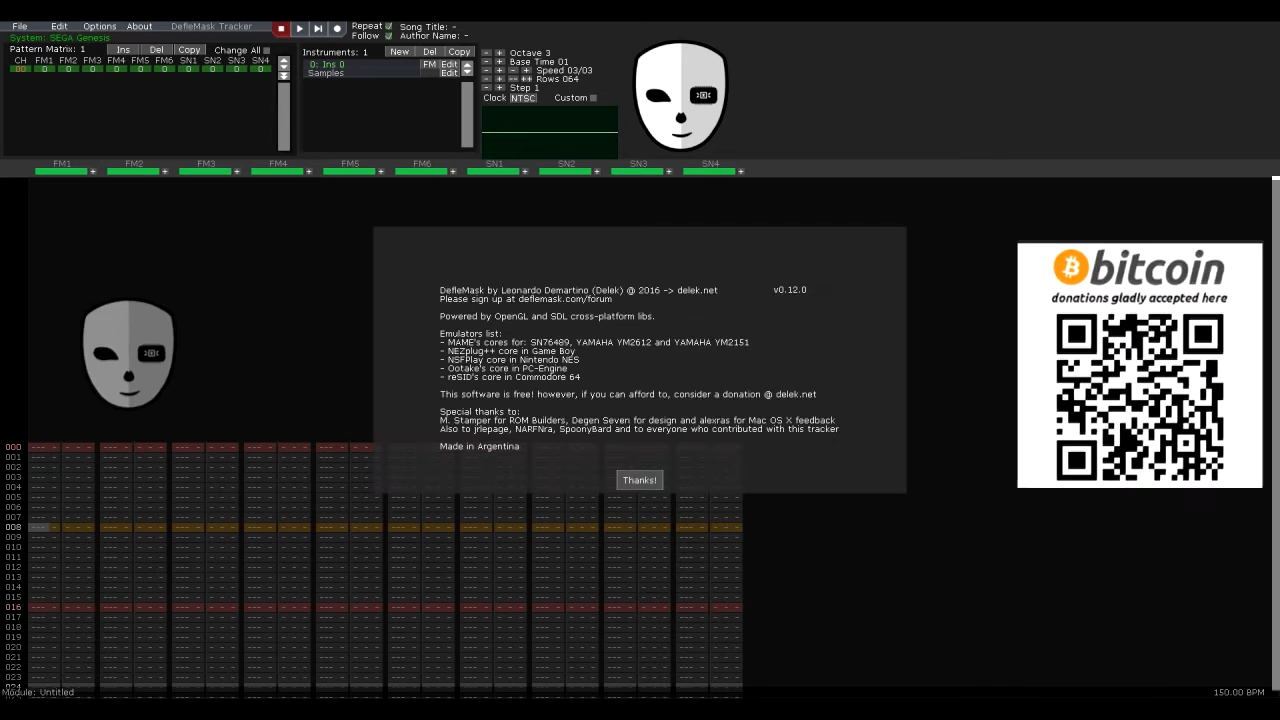 File Edit Options About DefleMask Tracker
Repeat Song Title: -
Follow Author Name: -
System: SEGA Genesis
Pattern Matrix: 1 Ins Del Copy Change All
CH FM1 FM2 FM3 FM4 FM5 FM6 SN1 SN2 SN3 SN4
00 0 0 0 0 0 0 0 0 0 0
Instruments: 1 New Del Copy
0: Ins 0 FM Edit
Samples Edit
- + Octave 3
- + Base Time 01
- + - + Speed 03/03
- + -- ++ Rows 064
- + Step 1
Clock NTSC Custom
FM1 FM2 FM3 FM4 FM5 FM6 SN1 SN2 SN3 SN4
+ + + + + + + + + +
DefleMask by Leonardo Demartino (Delek) @ 2016 -> delek.net v0.12.0
Please sign up at deflemask.com/forum
Powered by OpenGL and SDL cross-platform libs.
Emulators list:
- MAME's cores for: SN76489, YAMAHA YM2612 and YAMAHA YM2151
- NEZplug++ core in Game Boy
- NSFPlay core in Nintendo NES
- Ootake's core in PC-Engine
- reSID's core in Commodore 64
This software is free! however, if you can afford to, consider a donation @ delek.net
Special thanks to:
M. Stamper for ROM Builders, Degen Seven for design and alexras for Mac OS X feedback
Also to jrlepage, NARFNra, SpoonyBard and to everyone who contributed with this tracker
Made in Argentina
Thanks!
bitcoin
donations gladly accepted here
000
001
002
003
004
005
006
007
008
009
010
011
012
013
014
015
016
017
018
019
020
021
022
023
Module: Untitled
150.00 BPM